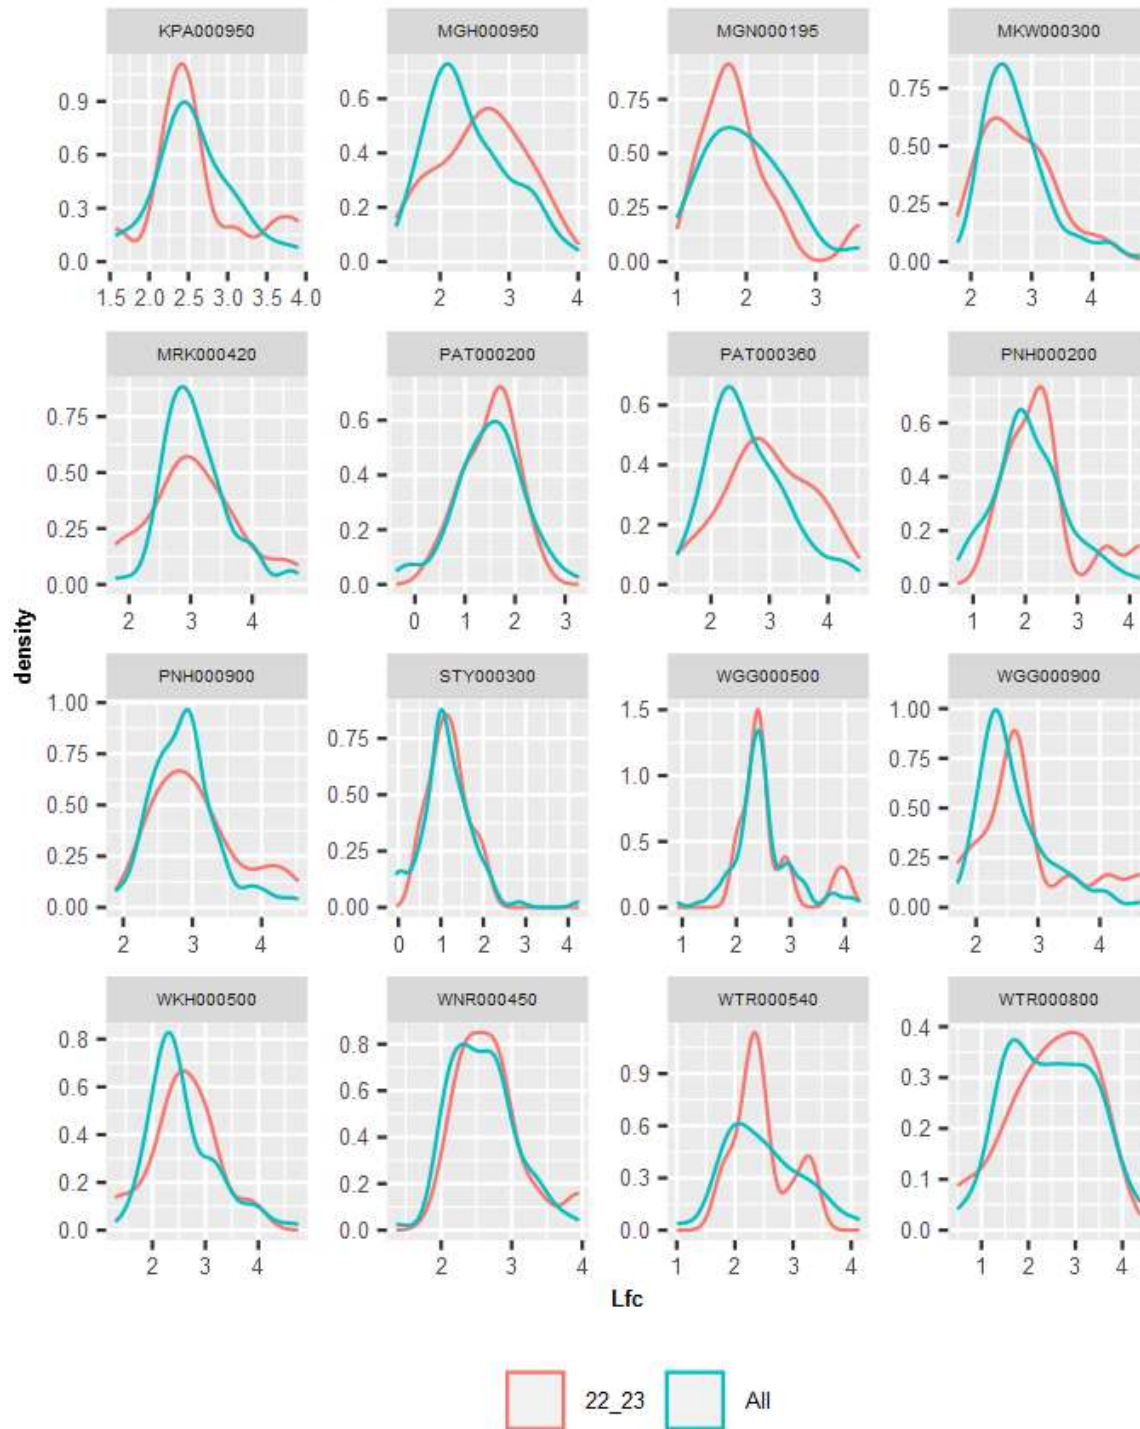 KPA000950 MGH000950 MGN000195 MKW000300
0.9 0.6 0.3 0.0
0.6 0.4 0.2 0.0
0.75 0.50 0.25 0.00
0.75 0.50 0.25 0.00
1.5 2.0 2.5 3.0 3.5 4.0 2 3 4 1 2 3 2 3 4
MRK000420 PAT000200 PAT000360 PNH000200
0.75 0.50 0.25 0.00
0.6 0.4 0.2 0.0
0.6 0.4 0.2 0.0
0.6 0.4 0.2 0.0
2 3 4 0 1 2 3 2 3 4 1 2 3 4
density
PNH000900 STY000300 WGG000500 WGG000900
1.00 0.75 0.50 0.25 0.00
0.75 0.50 0.25 0.00
1.5 1.0 0.5 0.0
1.00 0.75 0.50 0.25 0.00
2 3 4 0 1 2 3 4 1 2 3 4 2 3 4
WKH000500 WNR000450 WTR000540 WTR000800
0.8 0.6 0.4 0.2 0.0
0.8 0.6 0.4 0.2 0.0
0.9 0.6 0.3 0.0
0.4 0.3 0.2 0.1 0.0
2 3 4 2 3 4 1 2 3 4 1 2 3 4
Lfc
22_23 All